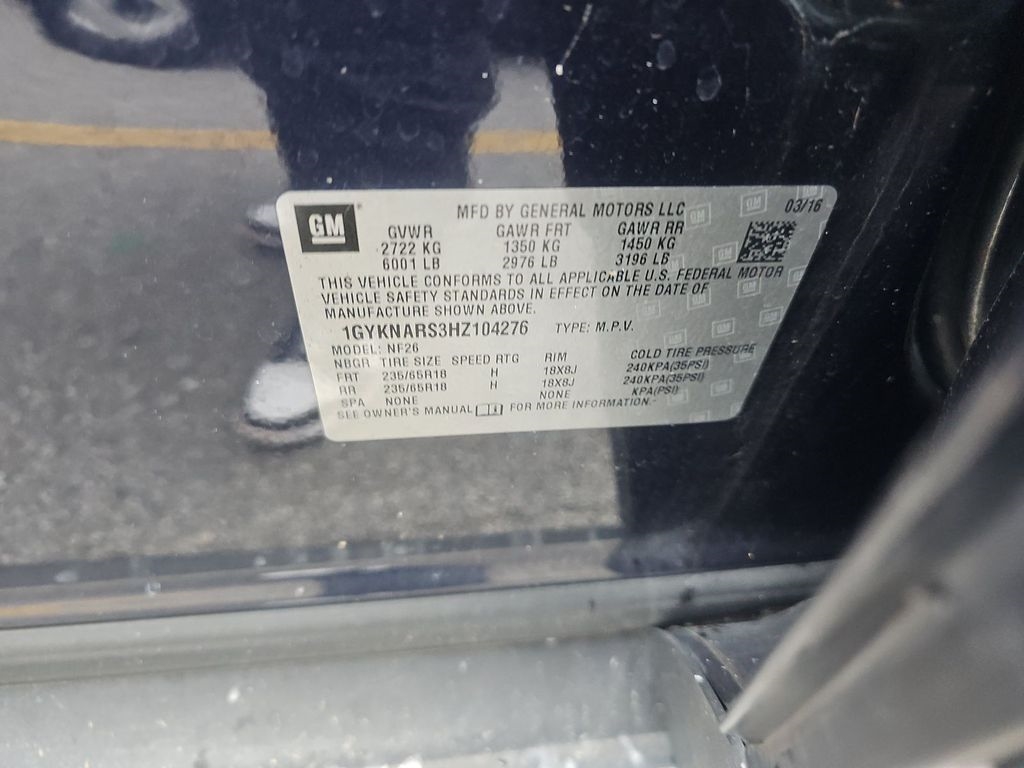 GM
MFD BY GENERAL MOTORS LLC 03/16
GVWR GAWR FRT GAWR RR
2722 KG 1350 KG 1450 KG
6001 LB 2976 LB 3196 LB
THIS VEHICLE CONFORMS TO ALL APPLICABLE U.S. FEDERAL MOTOR
VEHICLE SAFETY STANDARDS IN EFFECT ON THE DATE OF
MANUFACTURE SHOWN ABOVE.
1GYKNARS3HZ104276 TYPE: M.P.V.
MODEL: NF26
NBGR TIRE SIZE SPEED RTG RIM COLD TIRE PRESSURE
FRT 235/65R18 H 18X8J 240KPA(35PSI)
RR 235/65R18 H 18X8J 240KPA(35PSI)
SPA NONE NONE KPA(PSI)
SEE OWNER'S MANUAL FOR MORE INFORMATION.